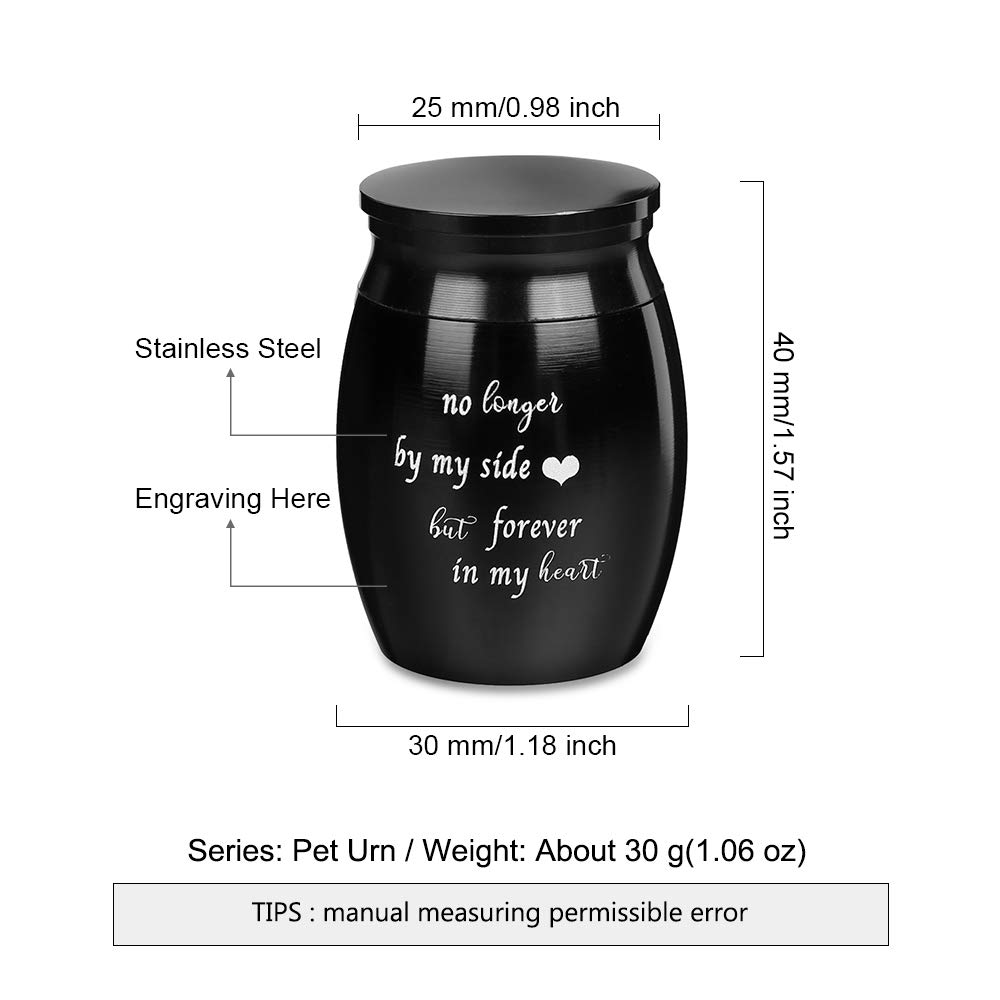 25 mm/0.98 inch
40 mm/1.57 inch
Stainless Steel
no longer
by my side
Engraving Here
but forever
in my heart
30 mm/1.18 inch
Series: Pet Urn / Weight: About 30 g(1.06 oz)
TIPS : manual measuring permissible error